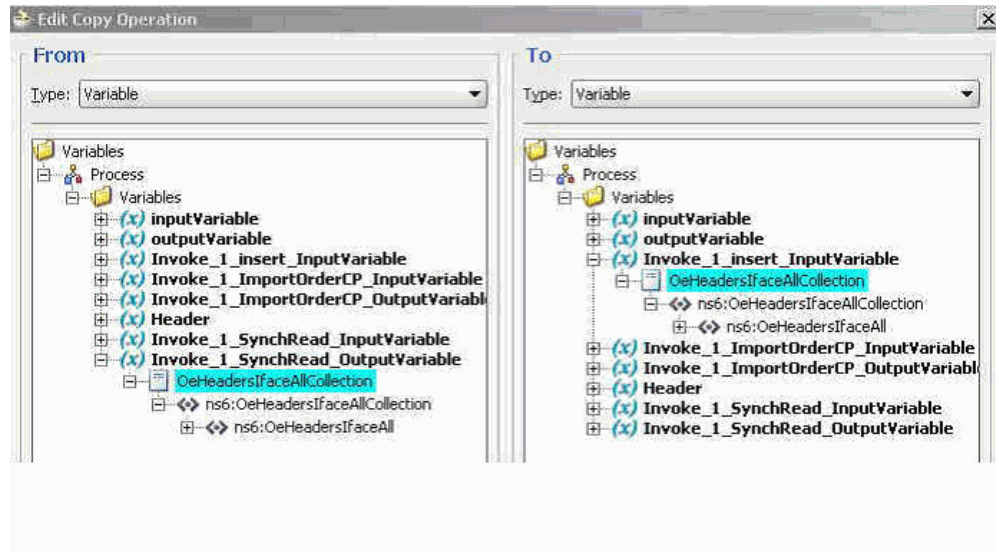 Edit Copy Operation
From
Type: Variable
Variables
Process
Variables
(x) inputVariable
(x) outputVariable
(x) Invoke_1_insert_InputVariable
(x) Invoke_1_ImportOrderCP_InputVariable
(x) Invoke_1_ImportOrderCP_OutputVariabl
(x) Header
(x) Invoke_1_SynchRead_InputVariable
(x) Invoke_1_SynchRead_OutputVariable
OeHeadersIfaceAllCollection
ns6:OeHeadersIfaceAllCollection
ns6:OeHeadersIfaceAll
To
Type: Variable
Variables
Process
Variables
(x) inputVariable
(x) outputVariable
(x) Invoke_1_insert_InputVariable
OeHeadersIfaceAllCollection
ns6:OeHeadersIfaceAllCollection
ns6:OeHeadersIfaceAll
(x) Invoke_1_ImportOrderCP_InputVariable
(x) Invoke_1_ImportOrderCP_OutputVariabl
(x) Header
(x) Invoke_1_SynchRead_InputVariable
(x) Invoke_1_SynchRead_OutputVariable